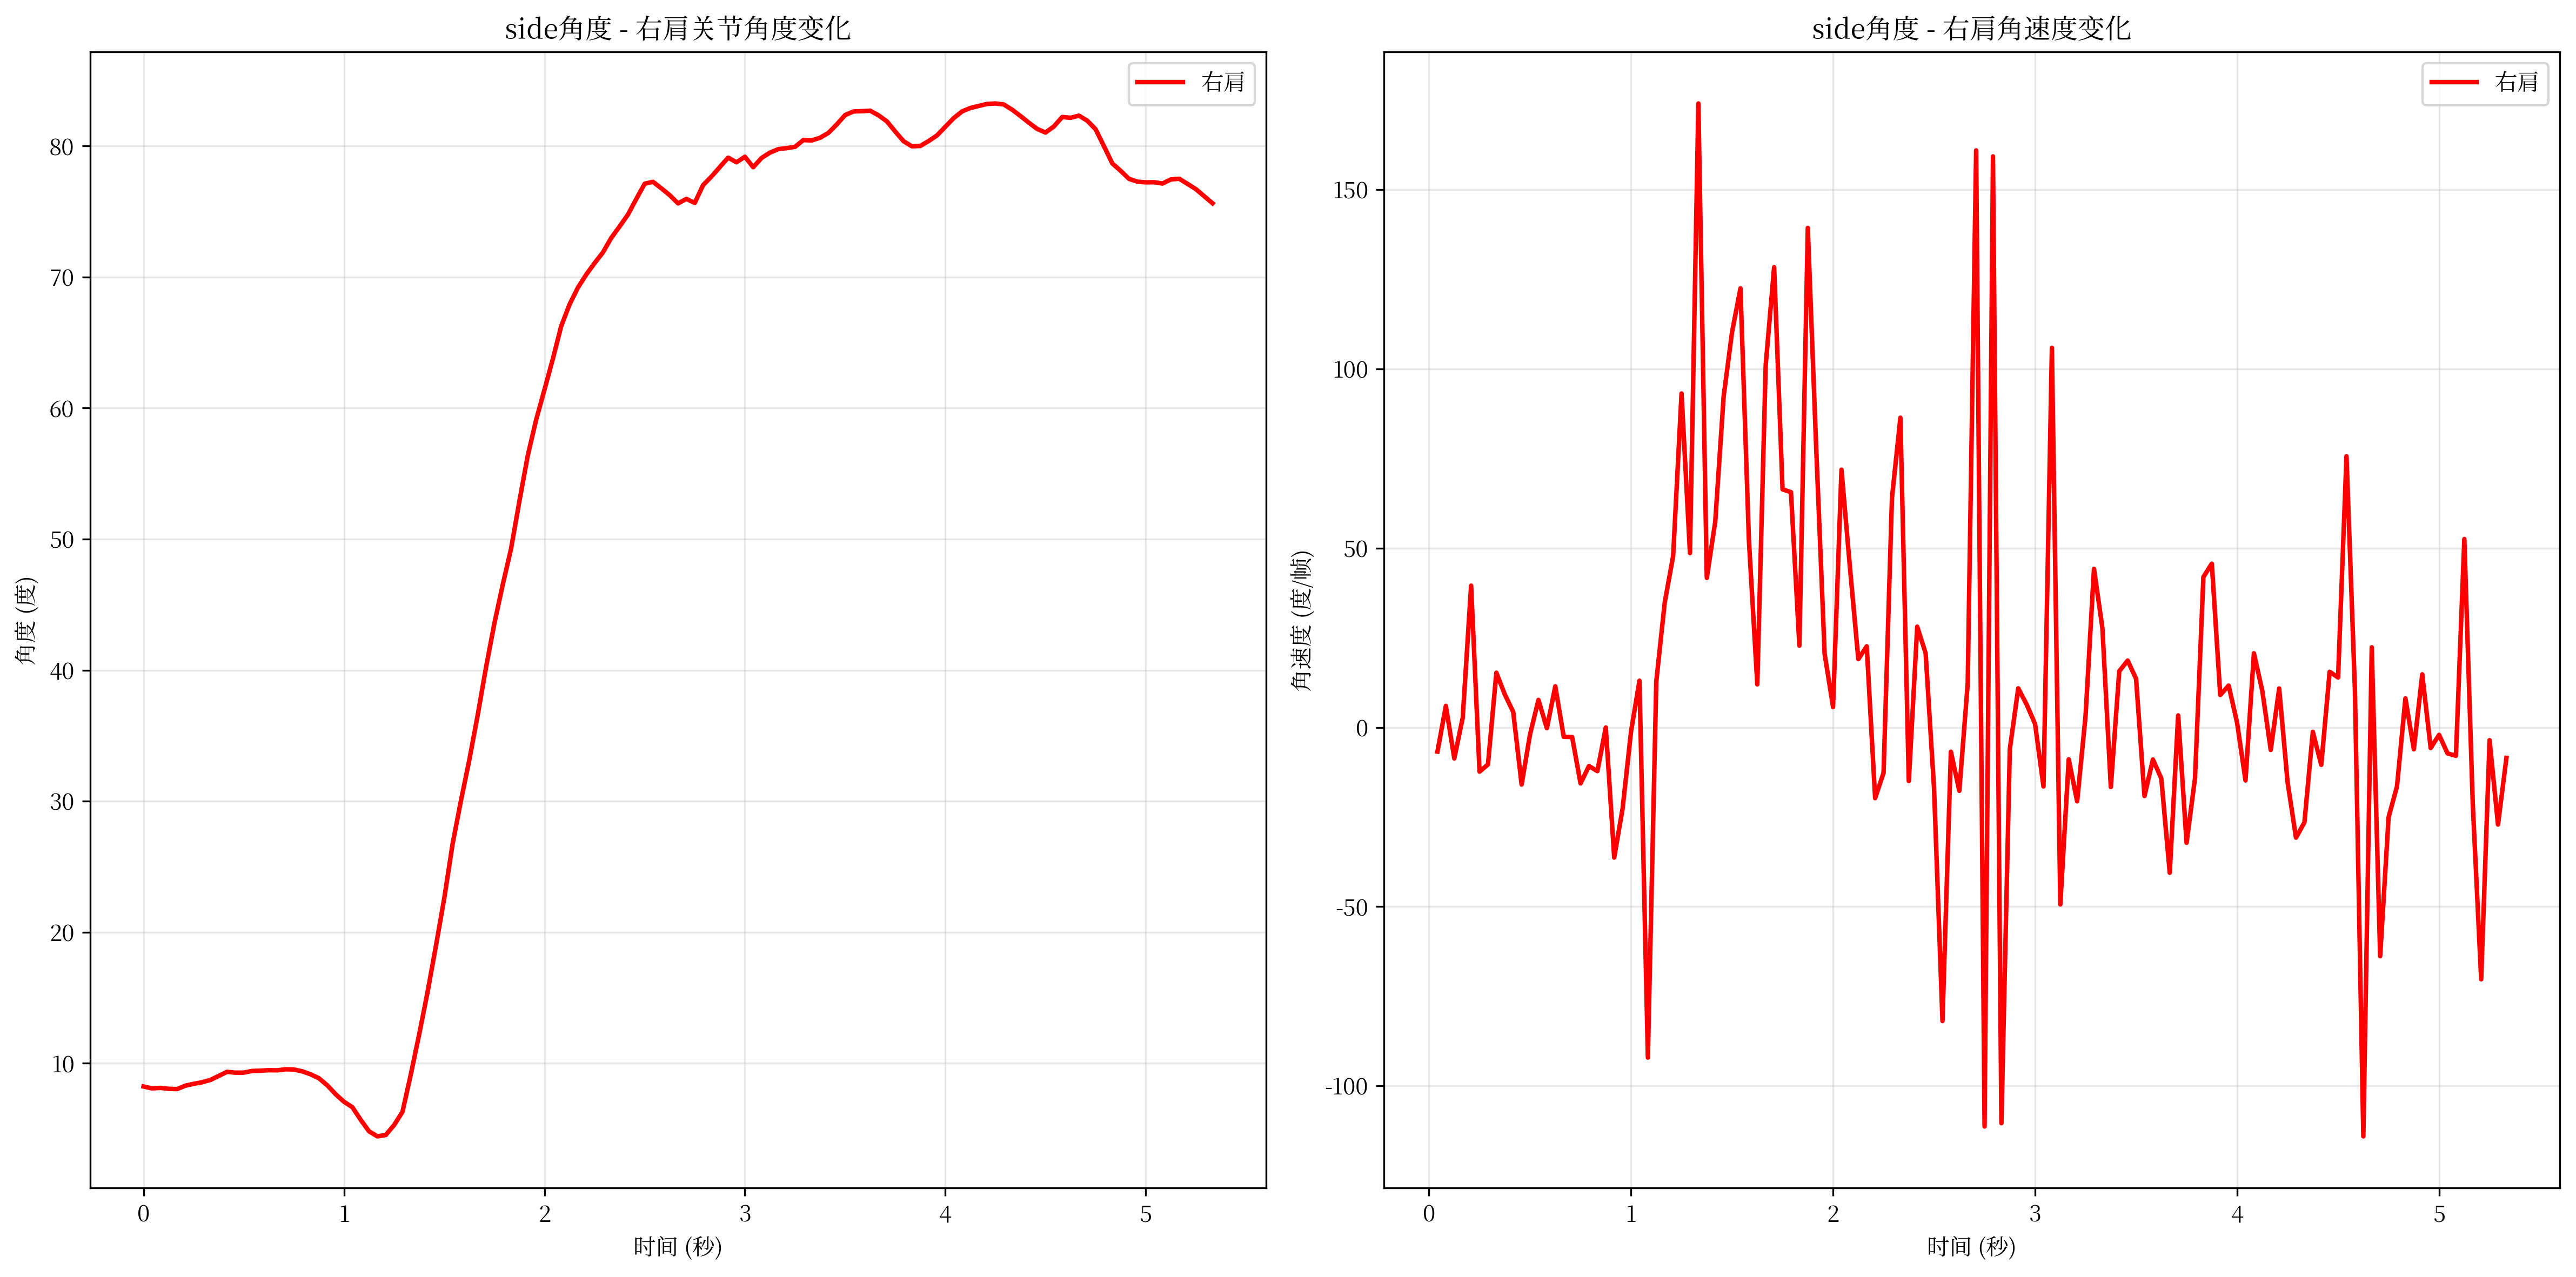 side角度 - 右肩关节角度变化
右肩
角度 (度)
80
70
60
50
40
30
20
10
0 1 2 3 4 5
时间 (秒)
side角度 - 右肩角速度变化
右肩
角速度 (度/帧)
150
100
50
0
-50
-100
0 1 2 3 4 5
时间 (秒)